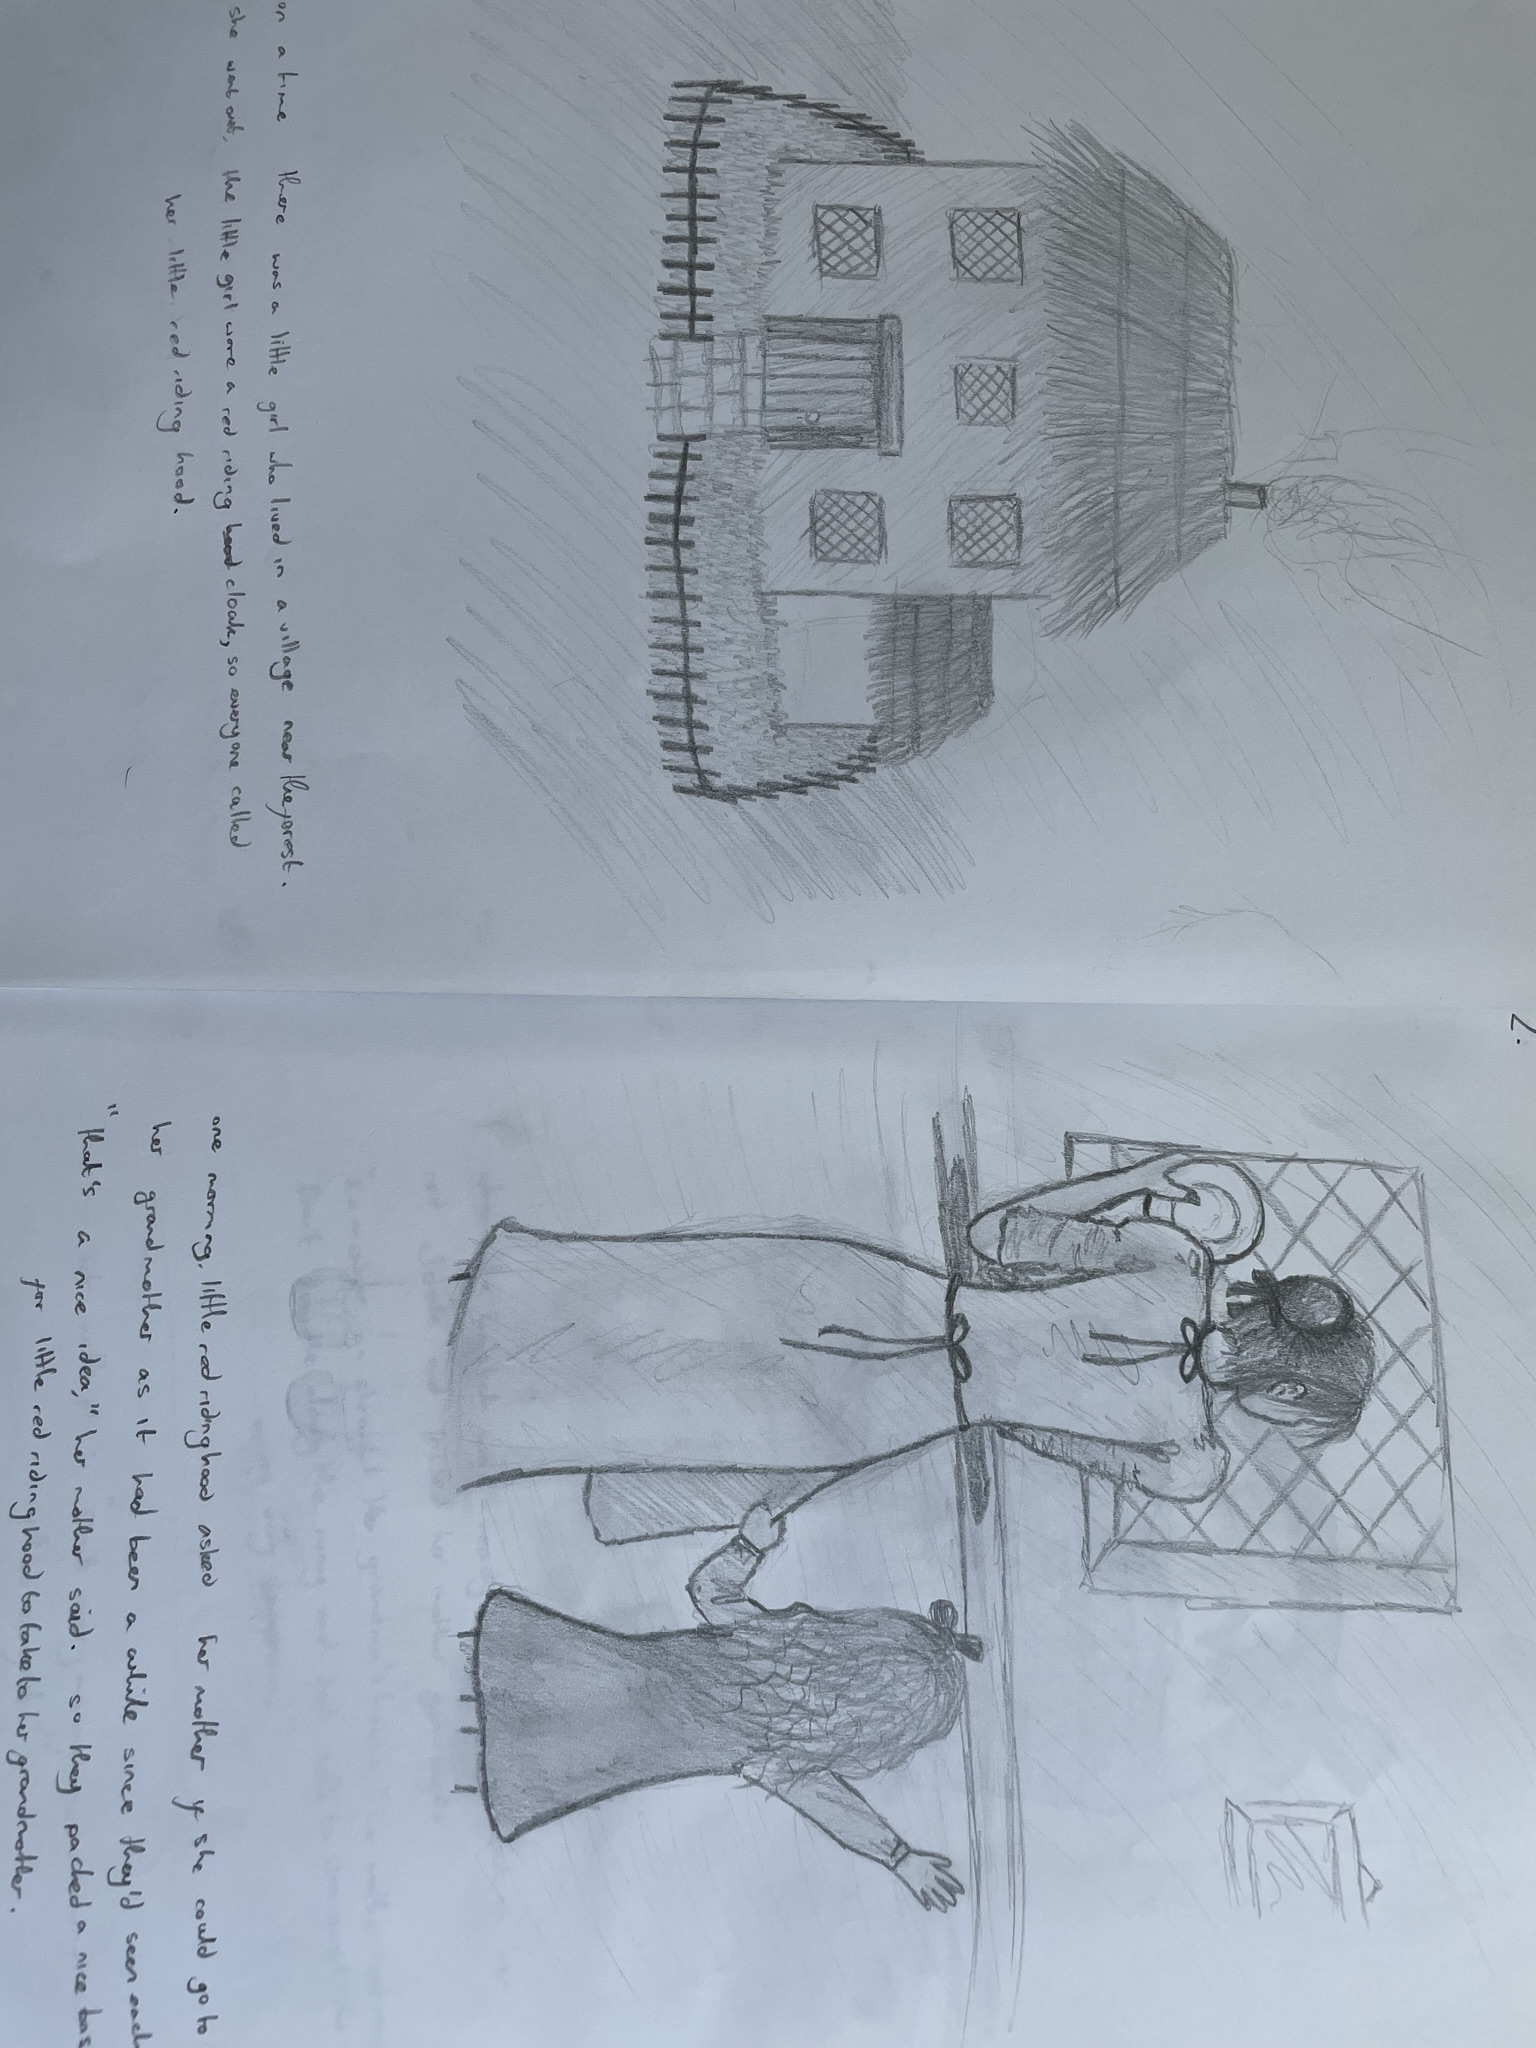 2.
on a time there was a little girl who lived in a village near the forest.
she went out, the little girl wore a red riding hood cloak, so everyone called
her little red riding hood.
one morning, little red riding hood asked her mother if she could go to
her grandmother as it had been a while since they'd seen each
"that's a nice idea," her mother said. so they packed a nice bas
for little red riding hood to take to her grandmother.